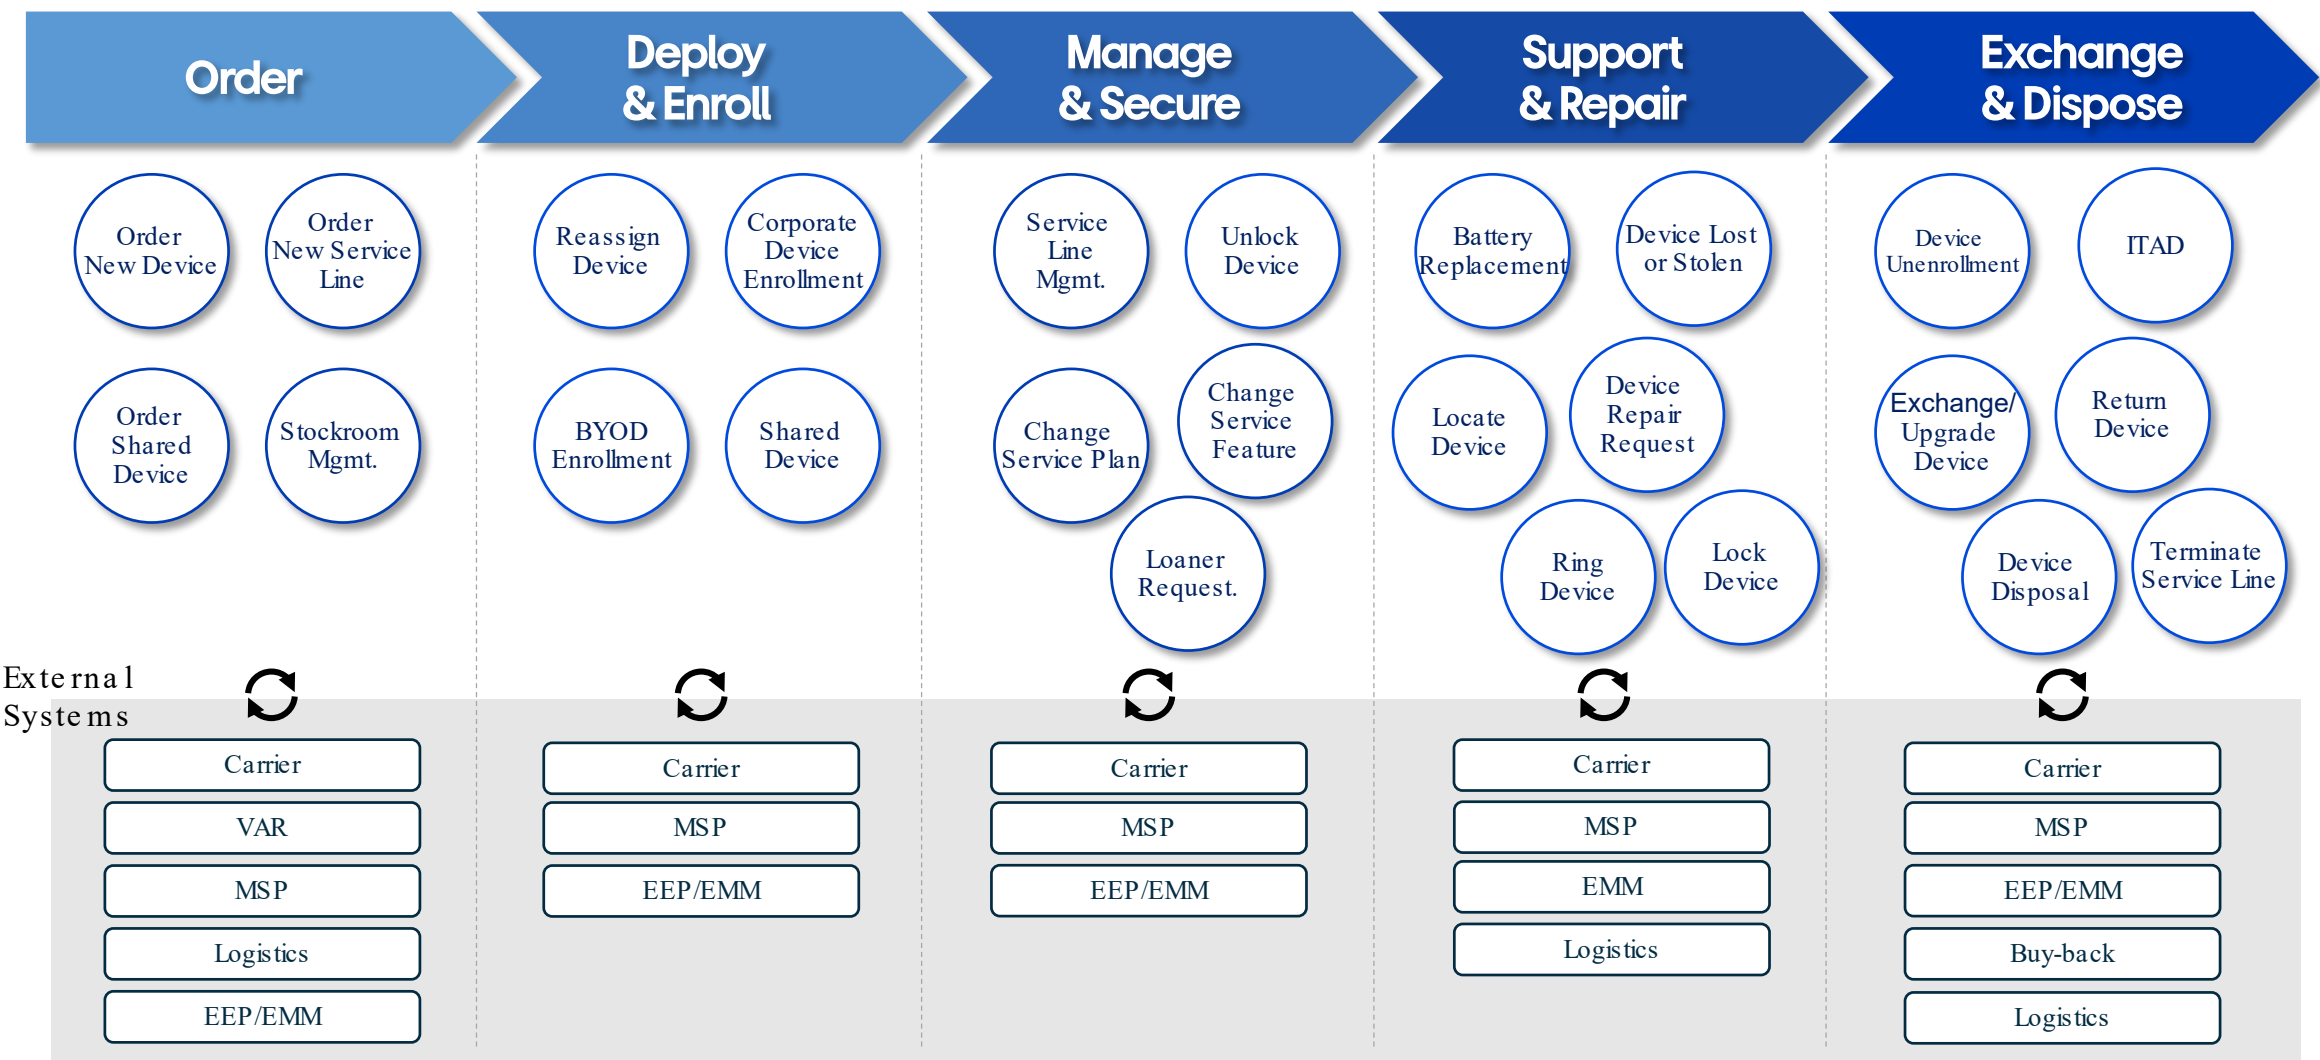 Order
Deploy
& Enroll
Manage
& Secure
Support
& Repair
Exchange
& Dispose
Order
New Device
Order
New Service
Line
Order
Shared
Device
Stockroom
Mgmt.
Reassign
Device
Corporate
Device
Enrollment
BYOD
Enrollment
Shared
Device
Service
Line
Mgmt.
Unlock
Device
Change
Service Plan
Change
Service
Feature
Loaner
Request.
Battery
Replacement
Device Lost
or Stolen
Locate
Device
Device
Repair
Request
Ring
Device
Lock
Device
Device
Unenrollment
ITAD
Exchange/
Upgrade
Device
Return
Device
Device
Disposal
Terminate
Service Line
External
Systems
Carrier
VAR
MSP
Logistics
EEP/EMM
Carrier
MSP
EEP/EMM
Carrier
MSP
EEP/EMM
Carrier
MSP
EMM
Logistics
Carrier
MSP
EEP/EMM
Buy-back
Logistics